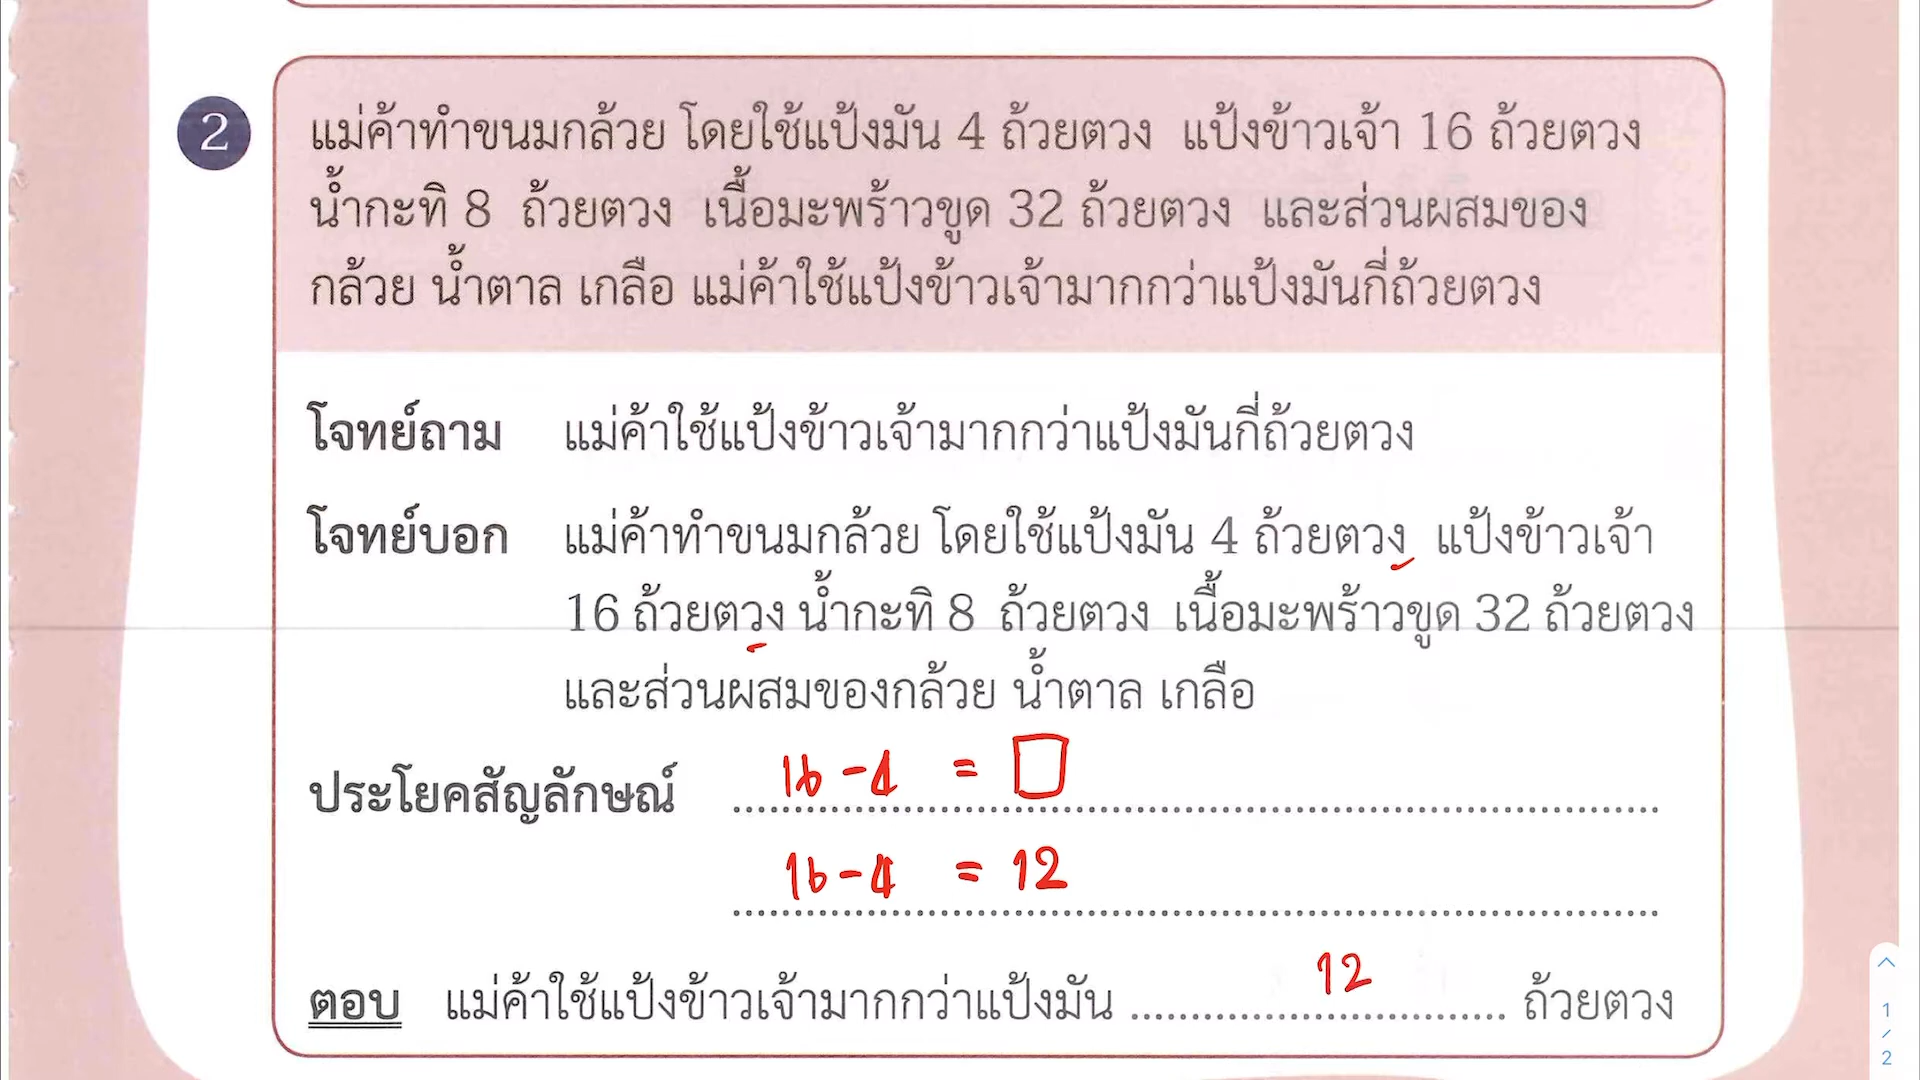 2
แม่ค้าทำขนมกล้วย โดยใช้แป้งมัน 4 ถ้วยตวง แป้งข้าวเจ้า 16 ถ้วยตวง
น้ำกะทิ 8 ถ้วยตวง เนื้อมะพร้าวขูด 32 ถ้วยตวง และส่วนผสมของ
กล้วย น้ำตาล เกลือ แม่ค้าใช้แป้งข้าวเจ้ามากกว่าแป้งมันกี่ถ้วยตวง
โจทย์ถาม แม่ค้าใช้แป้งข้าวเจ้ามากกว่าแป้งมันกี่ถ้วยตวง
โจทย์บอก แม่ค้าทำขนมกล้วย โดยใช้แป้งมัน 4 ถ้วยตวง แป้งข้าวเจ้า
16 ถ้วยตวง น้ำกะทิ 8 ถ้วยตวง เนื้อมะพร้าวขูด 32 ถ้วยตวง
และส่วนผสมของกล้วย น้ำตาล เกลือ
ประโยคสัญลักษณ์ 16 - 4 = □
16 - 4 = 12
ตอบ แม่ค้าใช้แป้งข้าวเจ้ามากกว่าแป้งมัน 12 ถ้วยตวง
1
/
2